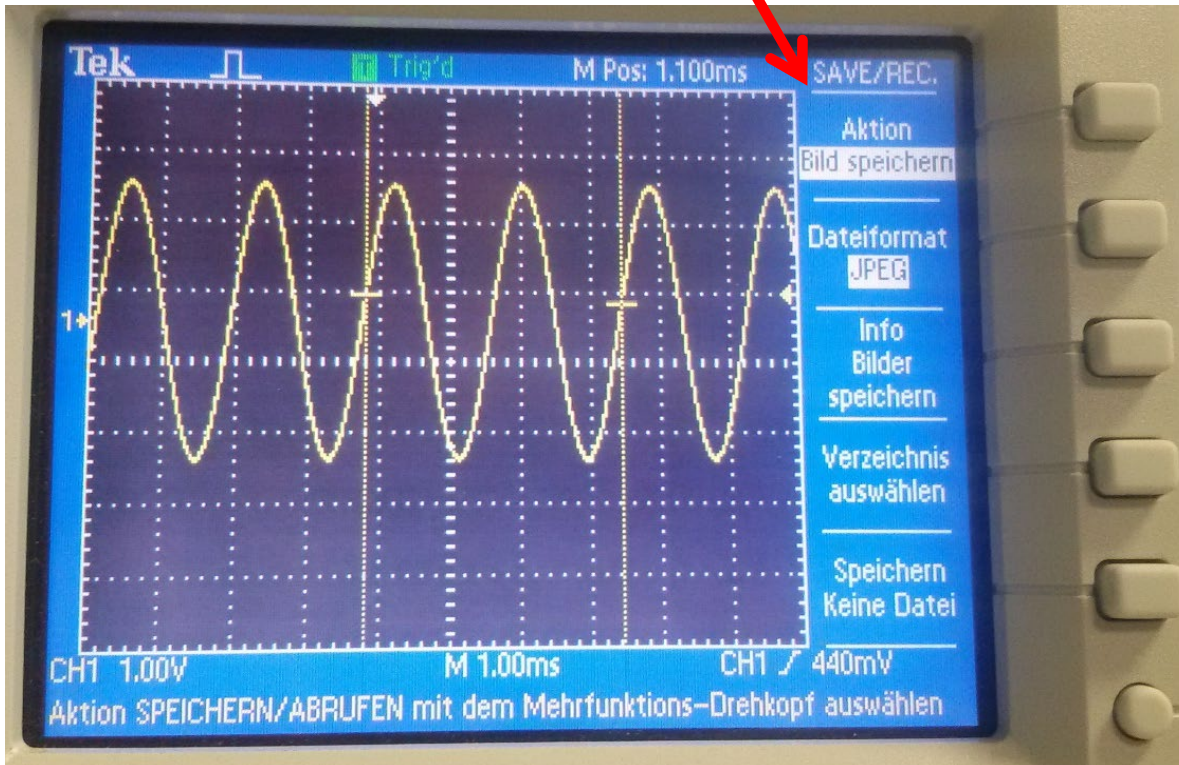 Tek Trig'd M Pos: 1.100ms SAVE/REC.
Aktion
Bild speichern
Dateiformat
JPEG
1
Info
Bilder
speichern
Verzeichnis
auswählen
Speichern
Keine Datei
CH1 1.00V M 1.00ms CH1 440mV
Aktion SPEICHERN/ABRUFEN mit dem Mehrfunktions-Drehkopf auswählen